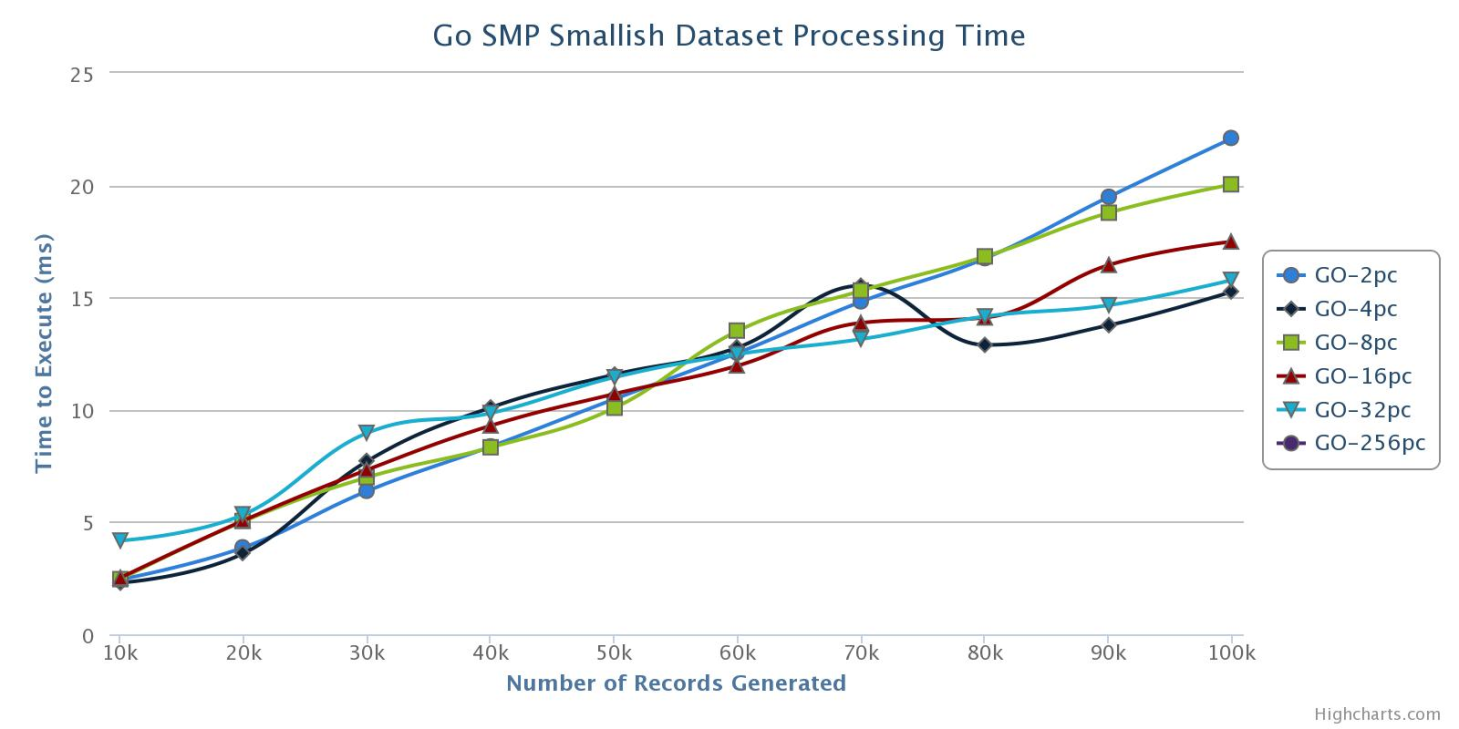 Go SMP Smallish Dataset Processing Time
25
20
15
10
5
0
Time to Execute (ms)
10k 20k 30k 40k 50k 60k 70k 80k 90k 100k
Number of Records Generated
GO-2pc
GO-4pc
GO-8pc
GO-16pc
GO-32pc
GO-256pc
Highcharts.com